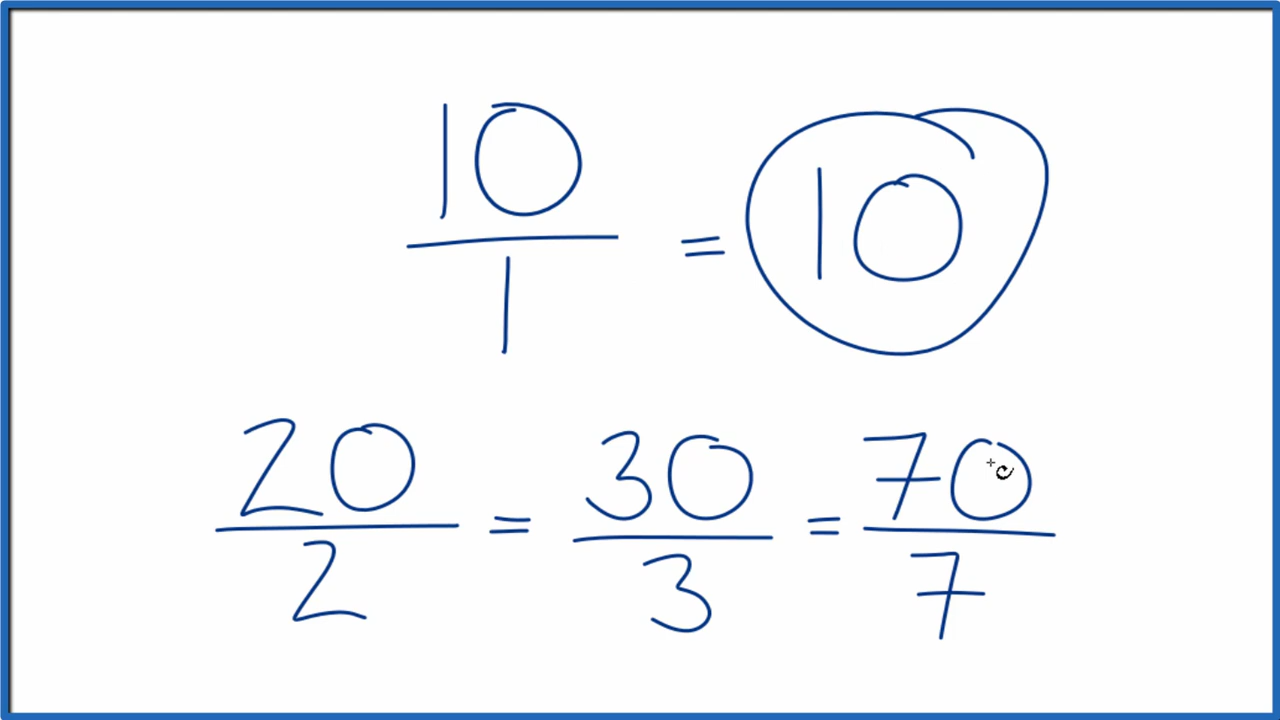 10/1 = 10
20/2 = 30/3 = 70/7